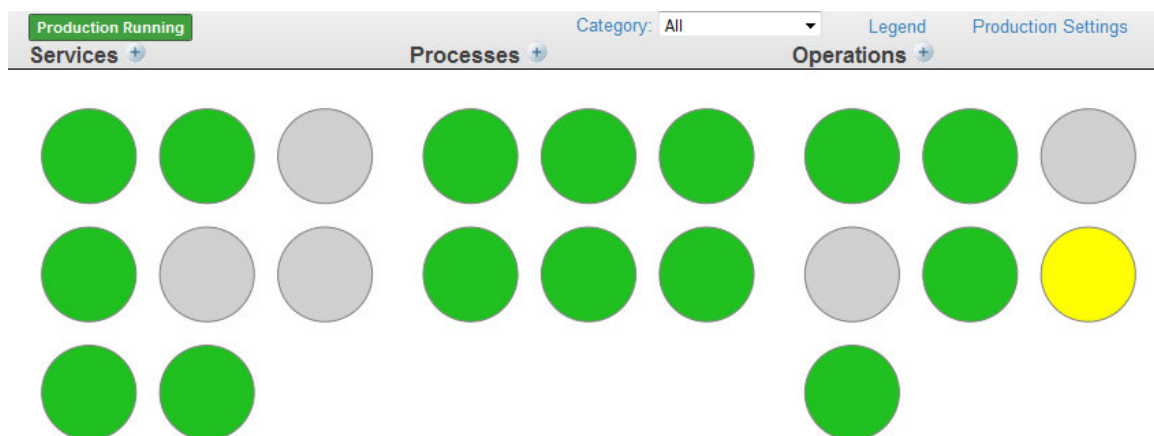 Production Running Category: All Legend Production Settings
Services + Processes + Operations +